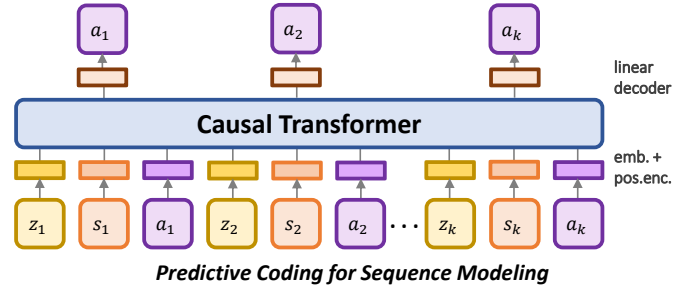 a₁ a₂ aₖ
linear
decoder
Causal Transformer
emb. +
pos.enc.
z₁ s₁ a₁ z₂ s₂ a₂ ... zₖ sₖ aₖ
Predictive Coding for Sequence Modeling